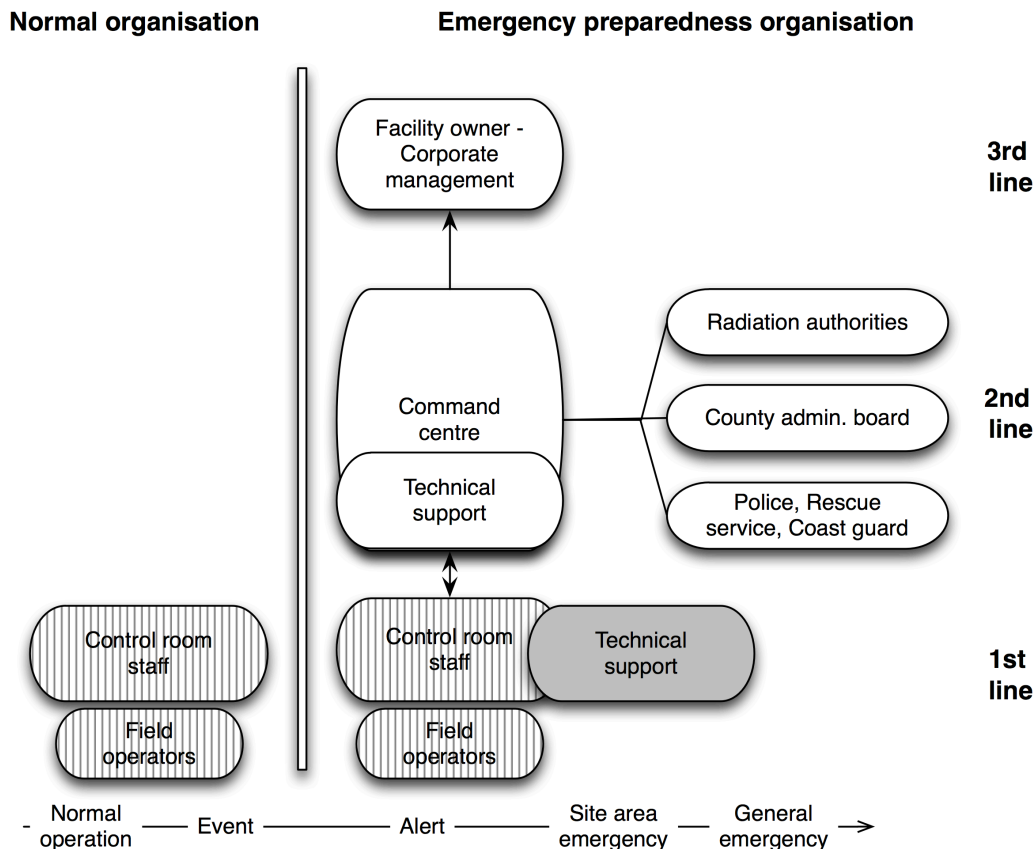 Normal organisation
Emergency preparedness organisation
Facility owner -
Corporate
management
3rd
line
Radiation authorities
Command
centre
County admin. board
2nd
line
Technical
support
Police, Rescue
service, Coast guard
Control room
staff
Field
operators
Control room
staff
Technical
support
Field
operators
1st
line
Normal
operation
Event
Alert
Site area
emergency
General
emergency